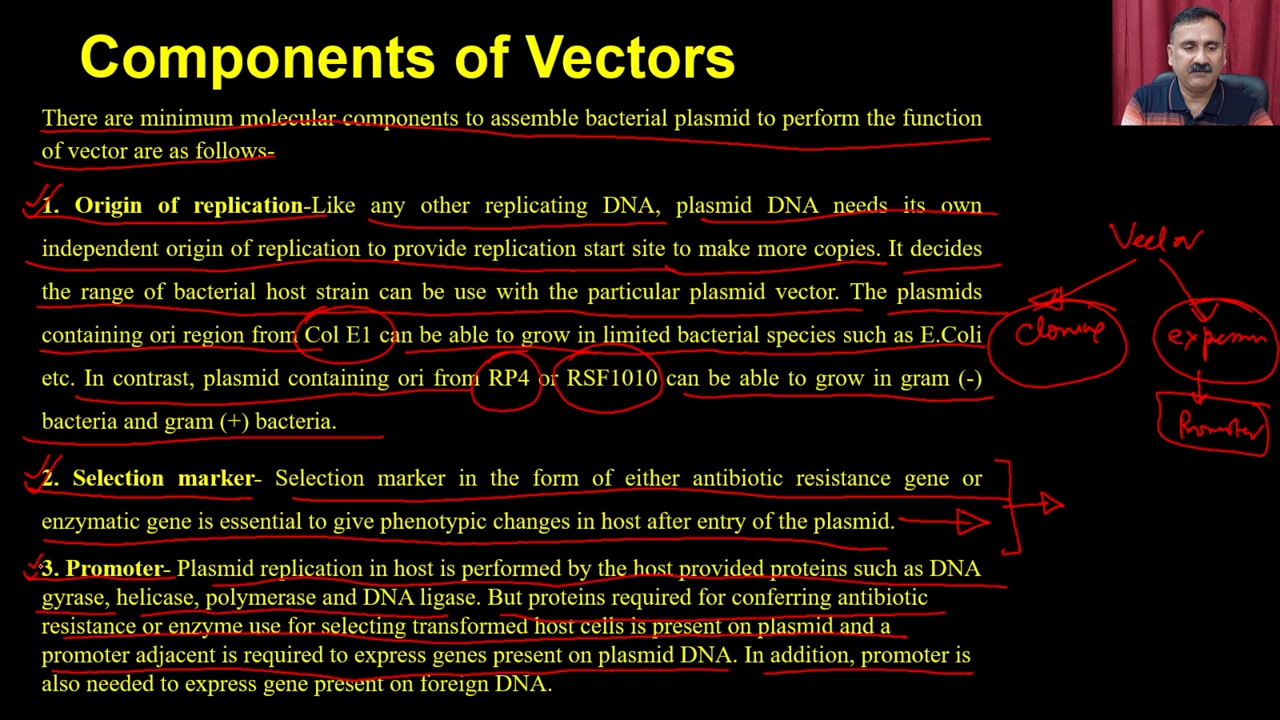 Components of Vectors
There are minimum molecular components to assemble bacterial plasmid to perform the function
of vector are as follows-
1. Origin of replication-Like any other replicating DNA, plasmid DNA needs its own
independent origin of replication to provide replication start site to make more copies. It decides
the range of bacterial host strain can be use with the particular plasmid vector. The plasmids
containing ori region from Col E1 can be able to grow in limited bacterial species such as E.Coli
etc. In contrast, plasmid containing ori from RP4 or RSF1010 can be able to grow in gram (-)
bacteria and gram (+) bacteria.
2. Selection marker- Selection marker in the form of either antibiotic resistance gene or
enzymatic gene is essential to give phenotypic changes in host after entry of the plasmid.
3. Promoter- Plasmid replication in host is performed by the host provided proteins such as DNA
gyrase, helicase, polymerase and DNA ligase. But proteins required for conferring antibiotic
resistance or enzyme use for selecting transformed host cells is present on plasmid and a
promoter adjacent is required to express genes present on plasmid DNA. In addition, promoter is
also needed to express gene present on foreign DNA.
Vector
cloning
Promoter